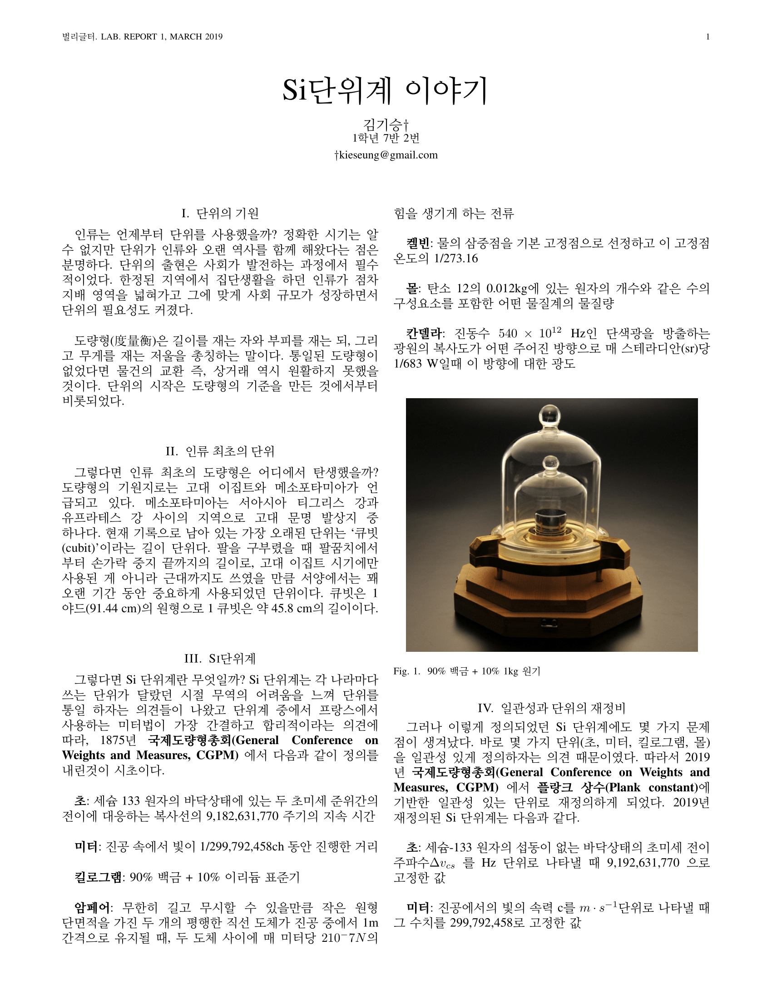 벌리글터. LAB. REPORT 1, MARCH 2019
1
Si단위계 이야기
김기승†
1학년 7반 2번
†kieseung@gmail.com
I. 단위의 기원
인류는 언제부터 단위를 사용했을까? 정확한 시기는 알
수 없지만 단위가 인류와 오랜 역사를 함께 해왔다는 점은
분명하다. 단위의 출현은 사회가 발전하는 과정에서 필수
적이었다. 한정된 지역에서 집단생활을 하던 인류가 점차
지배 영역을 넓혀가고 그에 맞게 사회 규모가 성장하면서
단위의 필요성도 커졌다.
도량형(度量衡)은 길이를 재는 자와 부피를 재는 되, 그리
고 무게를 재는 저울을 총칭하는 말이다. 통일된 도량형이
없었다면 물건의 교환 즉, 상거래 역시 원활하지 못했을
것이다. 단위의 시작은 도량형의 기준을 만든 것에서부터
비롯되었다.
II. 인류 최초의 단위
그렇다면 인류 최초의 도량형은 어디에서 탄생했을까?
도량형의 기원지로는 고대 이집트와 메소포타미아가 언
급되고 있다. 메소포타미아는 서아시아 티그리스 강과
유프라테스 강 사이의 지역으로 고대 문명 발상지 중
하나다. 현재 기록으로 남아 있는 가장 오래된 단위는 ‘큐빗
(cubit)’이라는 길이 단위다. 팔을 구부렸을 때 팔꿈치에서
부터 손가락 중지 끝까지의 길이로, 고대 이집트 시기에만
사용된 게 아니라 근대까지도 쓰였을 만큼 서양에서는 꽤
오랜 기간 동안 중요하게 사용되었던 단위이다. 큐빗은 1
야드(91.44 cm)의 원형으로 1 큐빗은 약 45.8 cm의 길이이다.
III. SI단위계
그렇다면 Si 단위계란 무엇일까? Si 단위계는 각 나라마다
쓰는 단위가 달랐던 시절 무역의 어려움을 느껴 단위를
통일 하자는 의견들이 나왔고 단위계 중에서 프랑스에서
사용하는 미터법이 가장 간결하고 합리적이라는 의견에
따라, 1875년 국제도량형총회(General Conference on
Weights and Measures, CGPM) 에서 다음과 같이 정의를
내린것이 시초이다.
초: 세슘 133 원자의 바닥상태에 있는 두 초미세 준위간의
전이에 대응하는 복사선의 9,182,631,770 주기의 지속 시간
미터: 진공 속에서 빛이 1/299,792,458ch 동안 진행한 거리
킬로그램: 90% 백금 + 10% 이리듐 표준기
암페어: 무한히 길고 무시할 수 있을만큼 작은 원형
단면적을 가진 두 개의 평행한 직선 도체가 진공 중에서 1m
간격으로 유지될 때, 두 도체 사이에 매 미터당 210⁻7N의
힘을 생기게 하는 전류
켈빈: 물의 삼중점을 기본 고정점으로 선정하고 이 고정점
온도의 1/273.16
몰: 탄소 12의 0.012kg에 있는 원자의 개수와 같은 수의
구성요소를 포함한 어떤 물질계의 물질량
칸델라: 진동수 540 × 10¹² Hz인 단색광을 방출하는
광원의 복사도가 어떤 주어진 방향으로 매 스테라디안(sr)당
1/683 W일때 이 방향에 대한 광도
Fig. 1. 90% 백금 + 10% 1kg 원기
IV. 일관성과 단위의 재정비
그러나 이렇게 정의되었던 Si 단위계에도 몇 가지 문제
점이 생겨났다. 바로 몇 가지 단위(초, 미터, 킬로그램, 몰)
을 일관성 있게 정의하자는 의견 때문이였다. 따라서 2019
년 국제도량형총회(General Conference on Weights and
Measures, CGPM) 에서 플랑크 상수(Plank constant)에
기반한 일관성 있는 단위로 재정의하게 되었다. 2019년
재정의된 Si 단위계는 다음과 같다.
초: 세슘-133 원자의 섭동이 없는 바닥상태의 초미세 전이
주파수Δv_cs 를 Hz 단위로 나타낼 때 9,192,631,770 으로
고정한 값
미터: 진공에서의 빛의 속력 c를 m · s⁻¹단위로 나타낼 때
그 수치를 299,792,458로 고정한 값